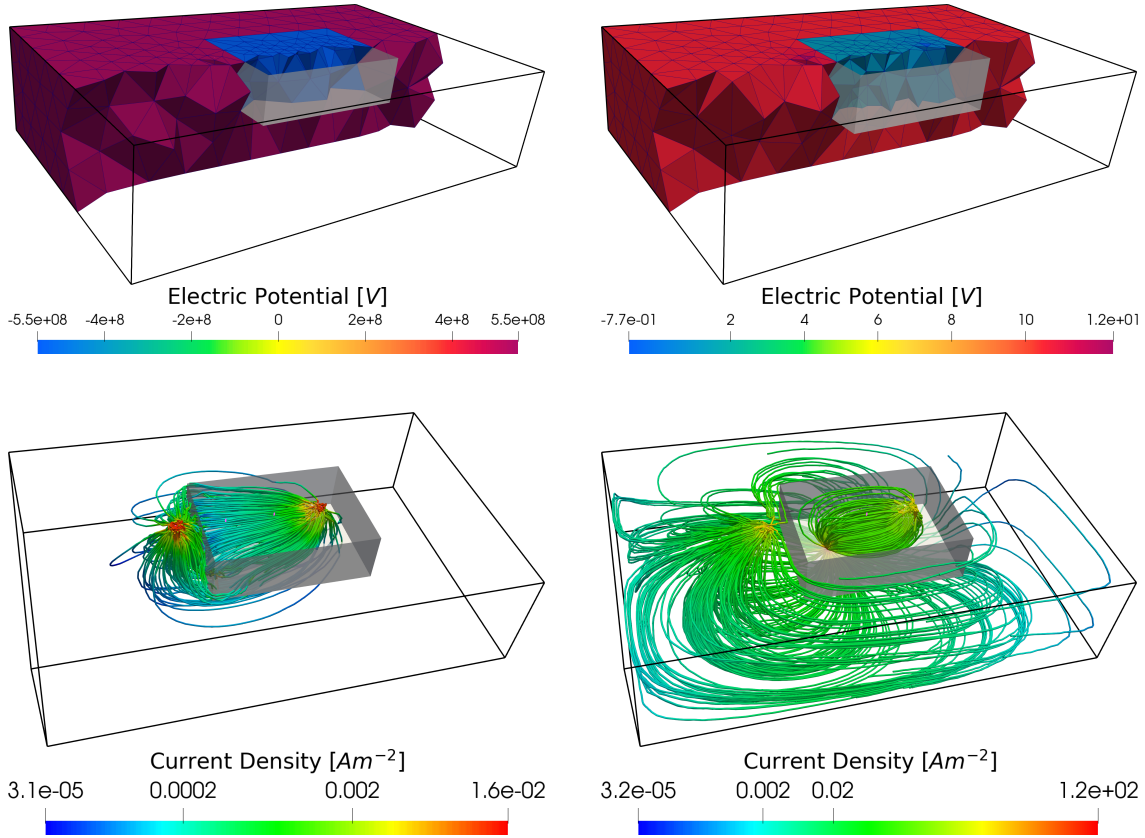 Electric Potential [V]
-5.5e+08 -4e+8 -2e+8 0 2e+8 4e+8 5.5e+08
Electric Potential [V]
-7.7e-01 2 4 6 8 10 1.2e+01
Current Density [Am⁻²]
3.1e-05 0.0002 0.002 1.6e-02
Current Density [Am⁻²]
3.2e-05 0.002 0.02 1.2e+02